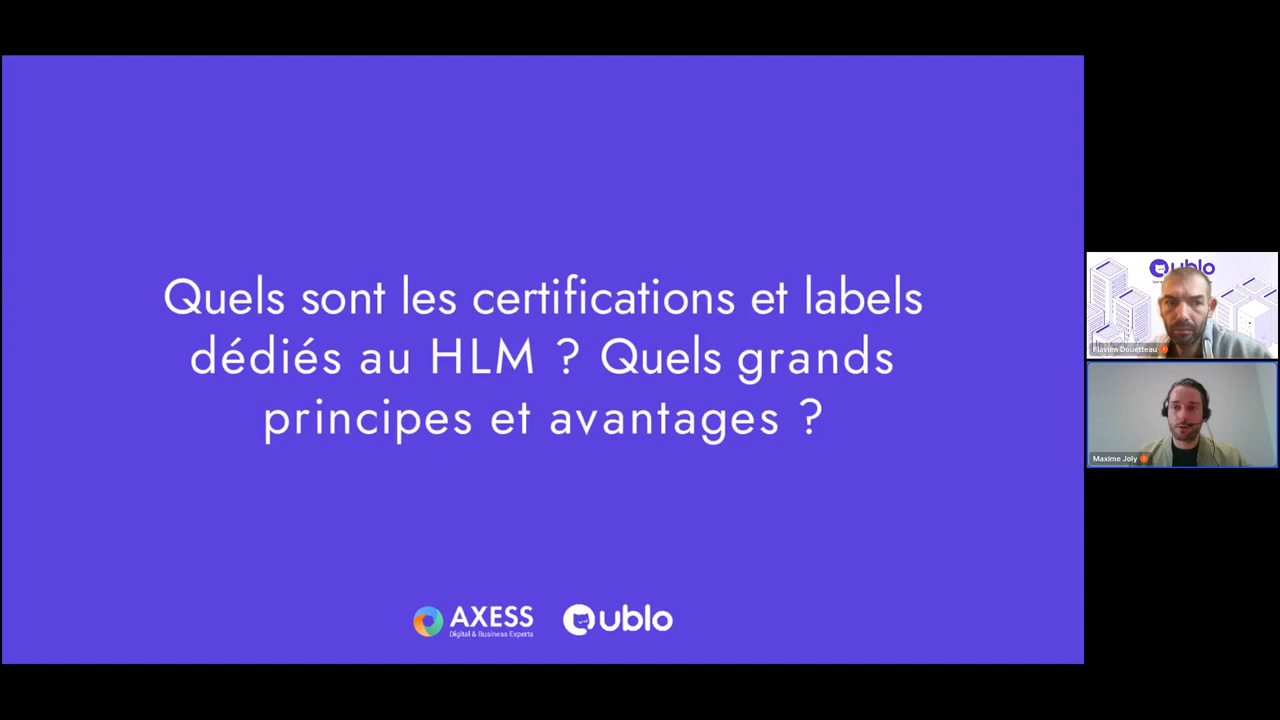 Quels sont les certifications et labels
dédiés au HLM ? Quels grands
principes et avantages ?
AXESS
Digital & Business Experts
ublo
ublo
Flavien Douetteau
Maxime Joly